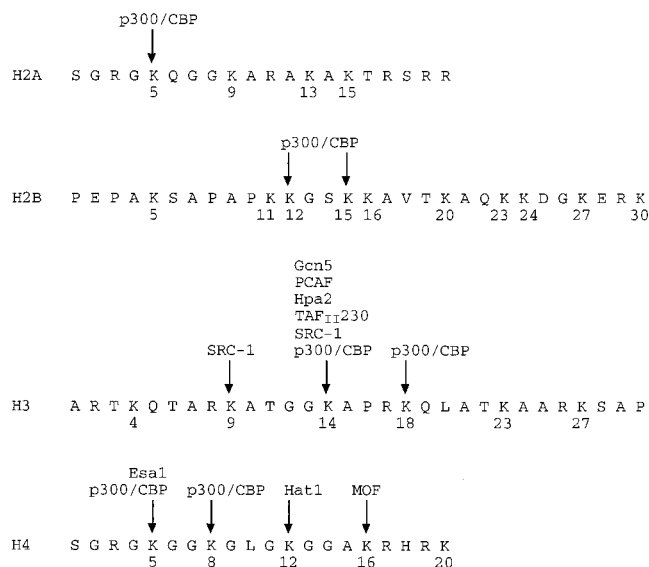 p300/CBP
H2A S G R G K Q G G K A R A K A K T R S R R
5 9 13 15
p300/CBP
H2B P E P A K S A P A P K K G S K K A V T K A Q K K D G K E R K
5 11 12 15 16 20 23 24 27 30
Gcn5
PCAF
Hpa2
TAFII230
SRC-1
SRC-1 p300/CBP p300/CBP
H3 A R T K Q T A R K A T G G K A P R K Q L A T K A A R K S A P
4 9 14 18 23 27
Esa1
p300/CBP p300/CBP Hat1 MOF
H4 S G R G K G G K G L G K G G A K R H R K
5 8 12 16 20